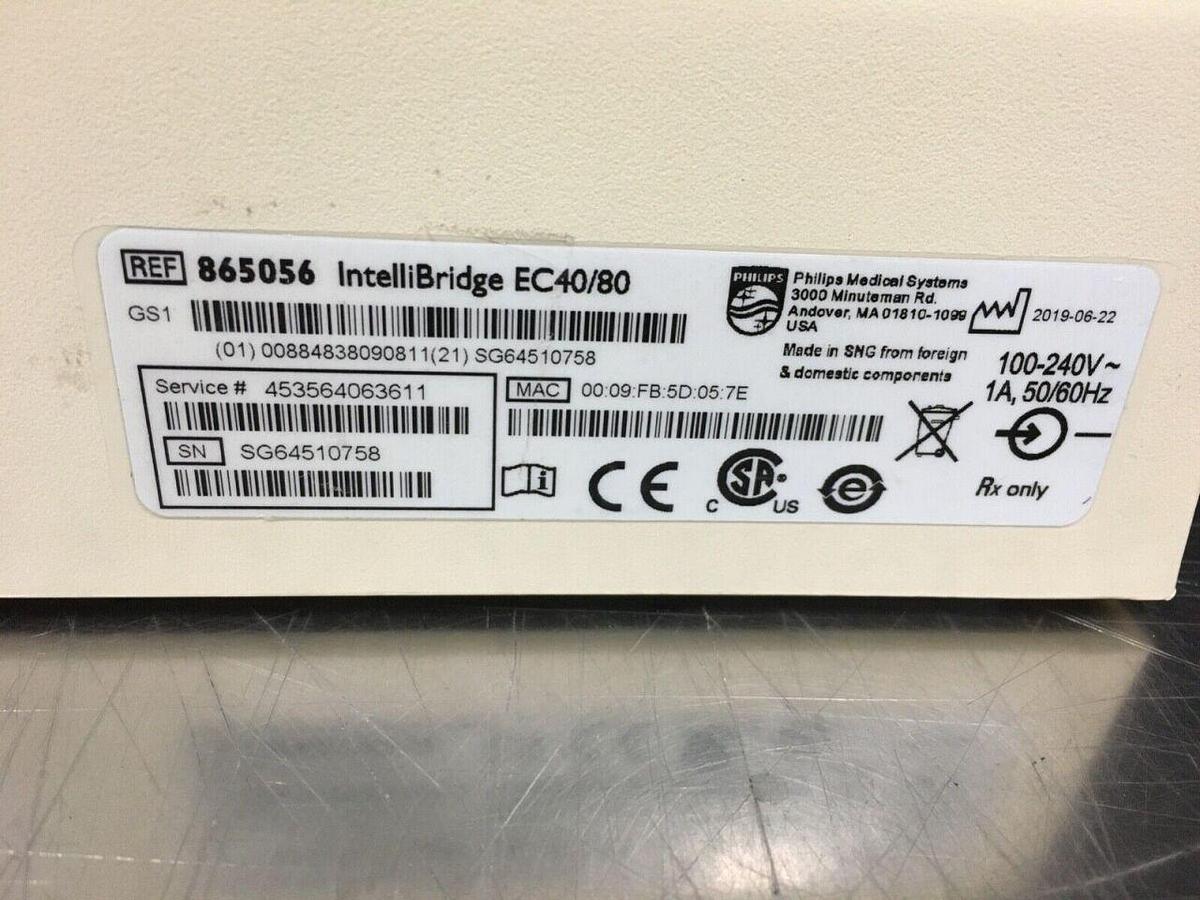 REF 865056 IntelliBridge EC40/80
GS1
(01) 00884838090811(21) SG64510758
Service # 453564063611
SN SG64510758
MAC 00:09:FB:5D:05:7E
PHILIPS
Philips Medical Systems
3000 Minuteman Rd.
Andover, MA 01810-1099
USA
2019-06-22
Made in SNG from foreign
& domestic components
100-240V~
1A, 50/60Hz
i
CE
C SA US
e
Rx only